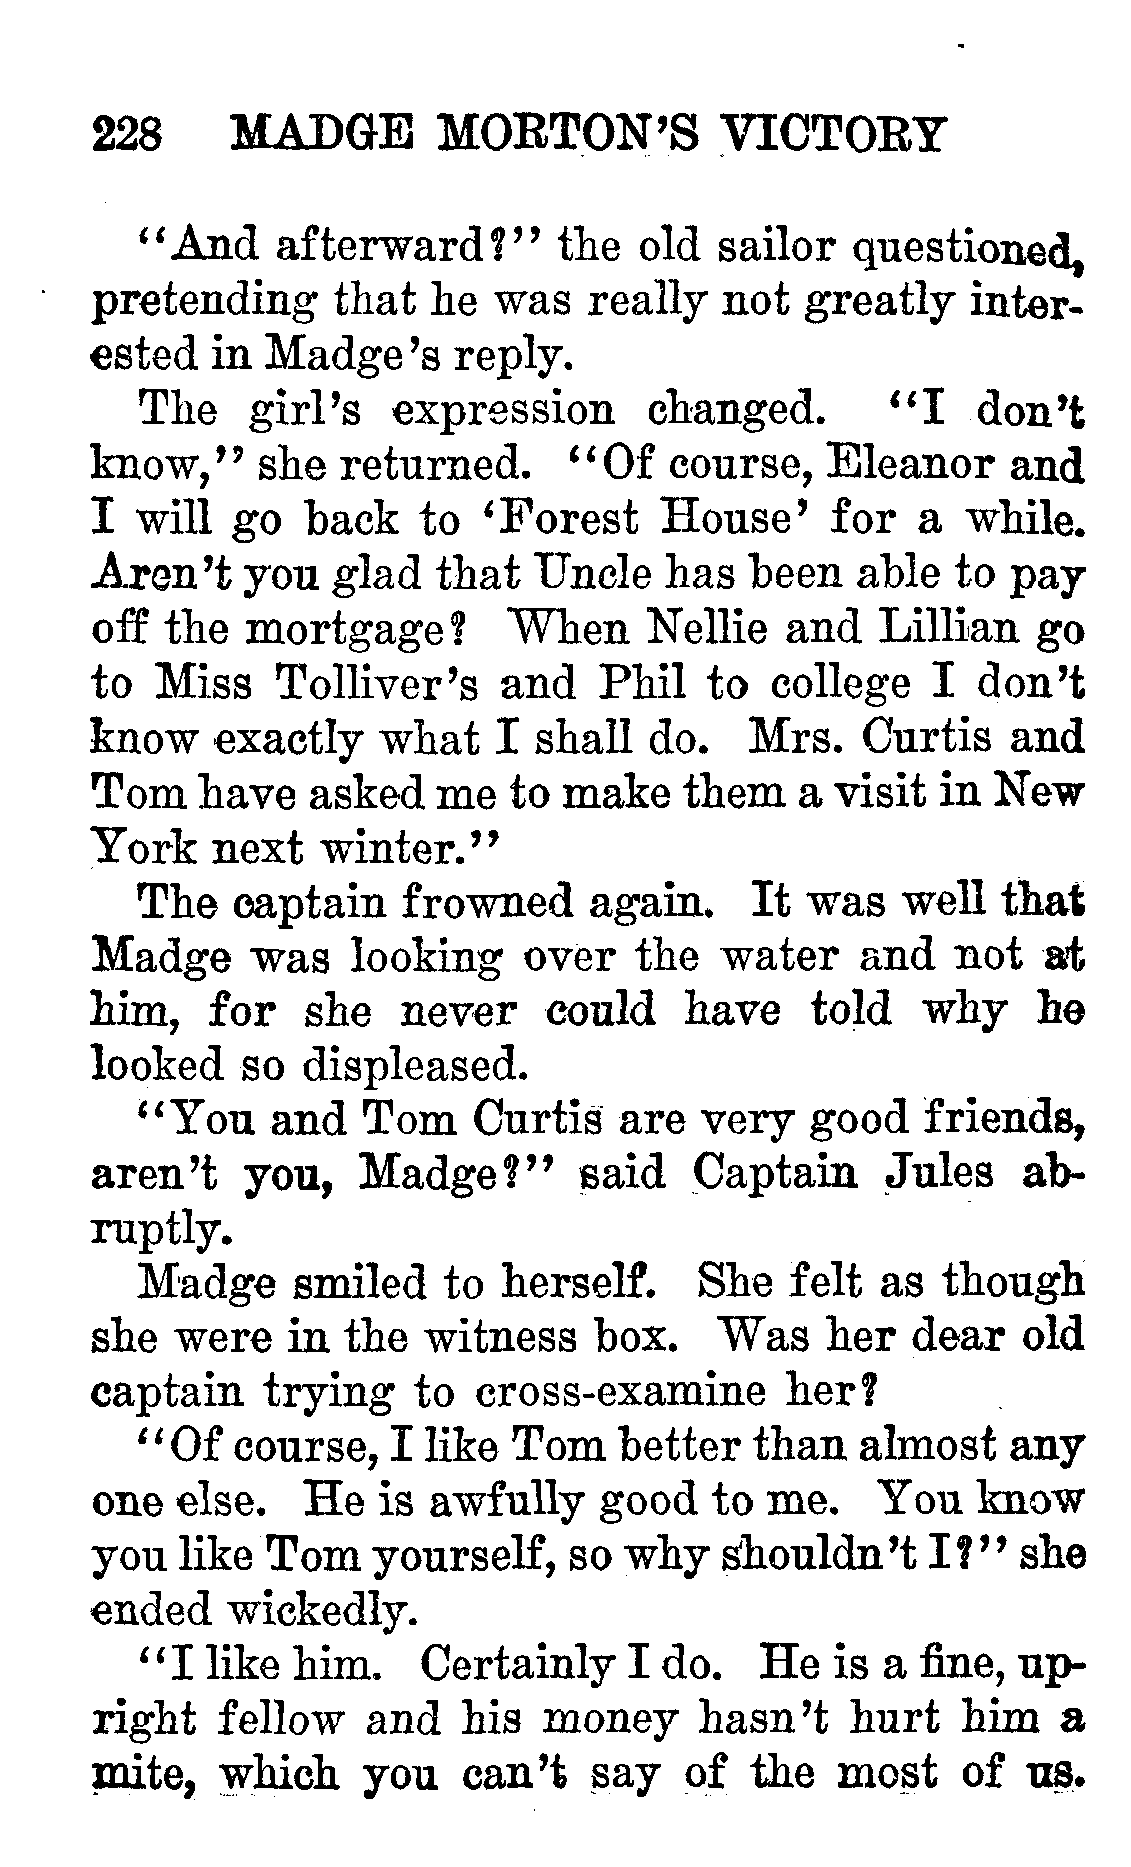 228 MADGE MORTON'S VICTORY
"And afterward?" the old sailor questioned,
pretending that he was really not greatly inter-
ested in Madge's reply.
The girl's expression changed. "I don't
know," she returned. "Of course, Eleanor and
I will go back to 'Forest House' for a while.
Aren't you glad that Uncle has been able to pay
off the mortgage? When Nellie and Lillian go
to Miss Tolliver's and Phil to college I don't
know exactly what I shall do. Mrs. Curtis and
Tom have asked me to make them a visit in New
York next winter."
The captain frowned again. It was well that
Madge was looking over the water and not at
him, for she never could have told why he
looked so displeased.
"You and Tom Curtis are very good friends,
aren't you, Madge?" said Captain Jules ab-
ruptly.
Madge smiled to herself. She felt as though
she were in the witness box. Was her dear old
captain trying to cross-examine her?
"Of course, I like Tom better than almost any
one else. He is awfully good to me. You know
you like Tom yourself, so why shouldn't I?" she
ended wickedly.
"I like him. Certainly I do. He is a fine, up-
right fellow and his money hasn't hurt him a
mite, which you can't say of the most of us.